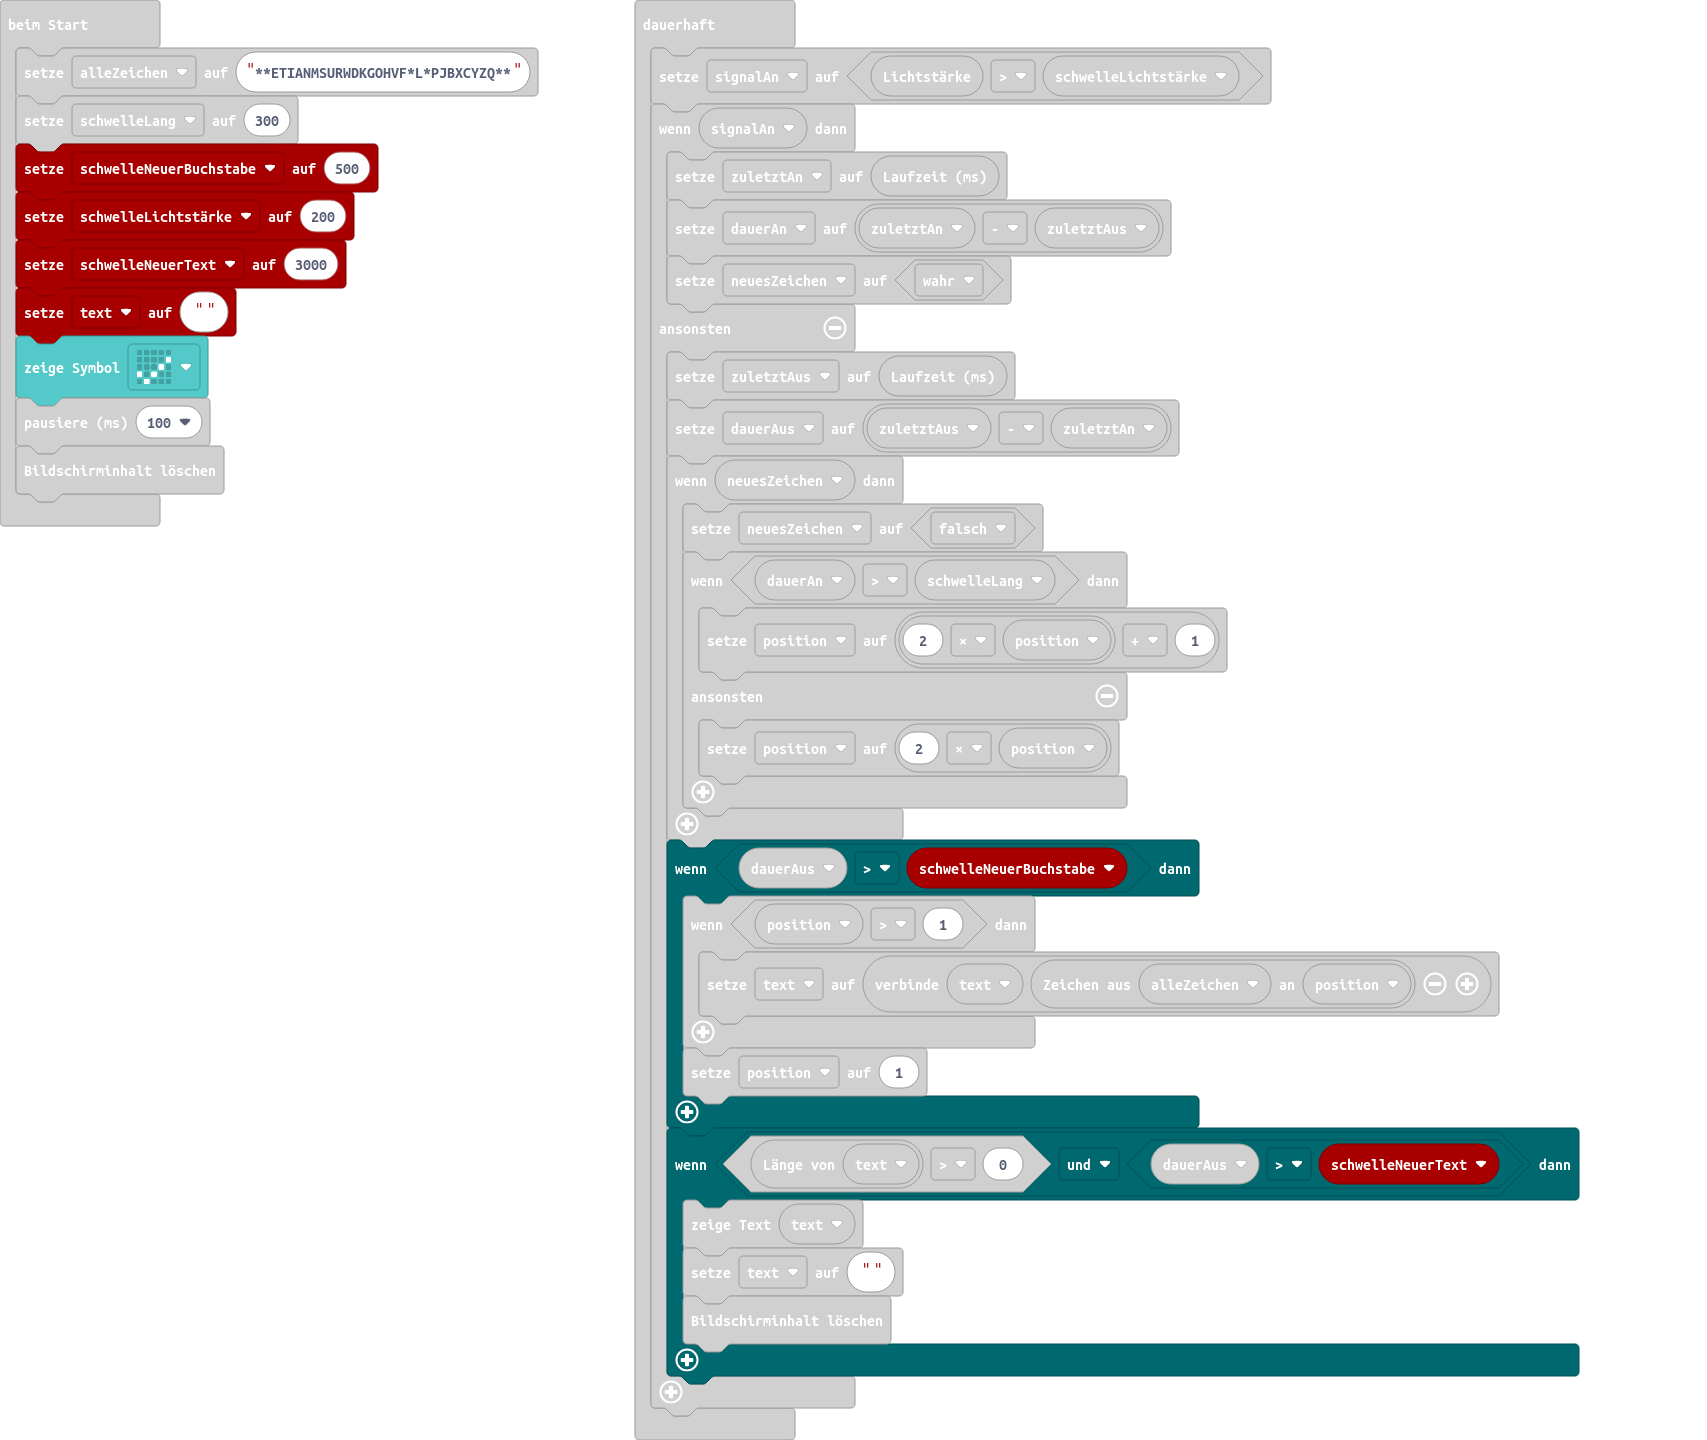 beim Start
setze alleZeichen auf "**ETIANMSURWDKGOHVF*L*PJBXCYZQ**"
setze schwelleLang auf 300
setze schwelleNeuerBuchstabe auf 500
setze schwelleLichtstärke auf 200
setze schwelleNeuerText auf 3000
setze text auf ""
zeige Symbol
pausiere (ms) 100
Bildschirminhalt löschen
dauerhaft
setze signalAn auf Lichtstärke > schwelleLichtstärke
wenn signalAn dann
setze zuletztAn auf Laufzeit (ms)
setze dauerAn auf zuletztAn - zuletztAus
setze neuesZeichen auf wahr
ansonsten
setze zuletztAus auf Laufzeit (ms)
setze dauerAus auf zuletztAus - zuletztAn
wenn neuesZeichen dann
setze neuesZeichen auf falsch
wenn dauerAn > schwelleLang dann
setze position auf 2 × position + 1
ansonsten
setze position auf 2 × position
wenn dauerAus > schwelleNeuerBuchstabe dann
wenn position > 1 dann
setze text auf verbinde text Zeichen aus alleZeichen an position
setze position auf 1
wenn Länge von text > 0 und dauerAus > schwelleNeuerText dann
zeige Text text
setze text auf ""
Bildschirminhalt löschen